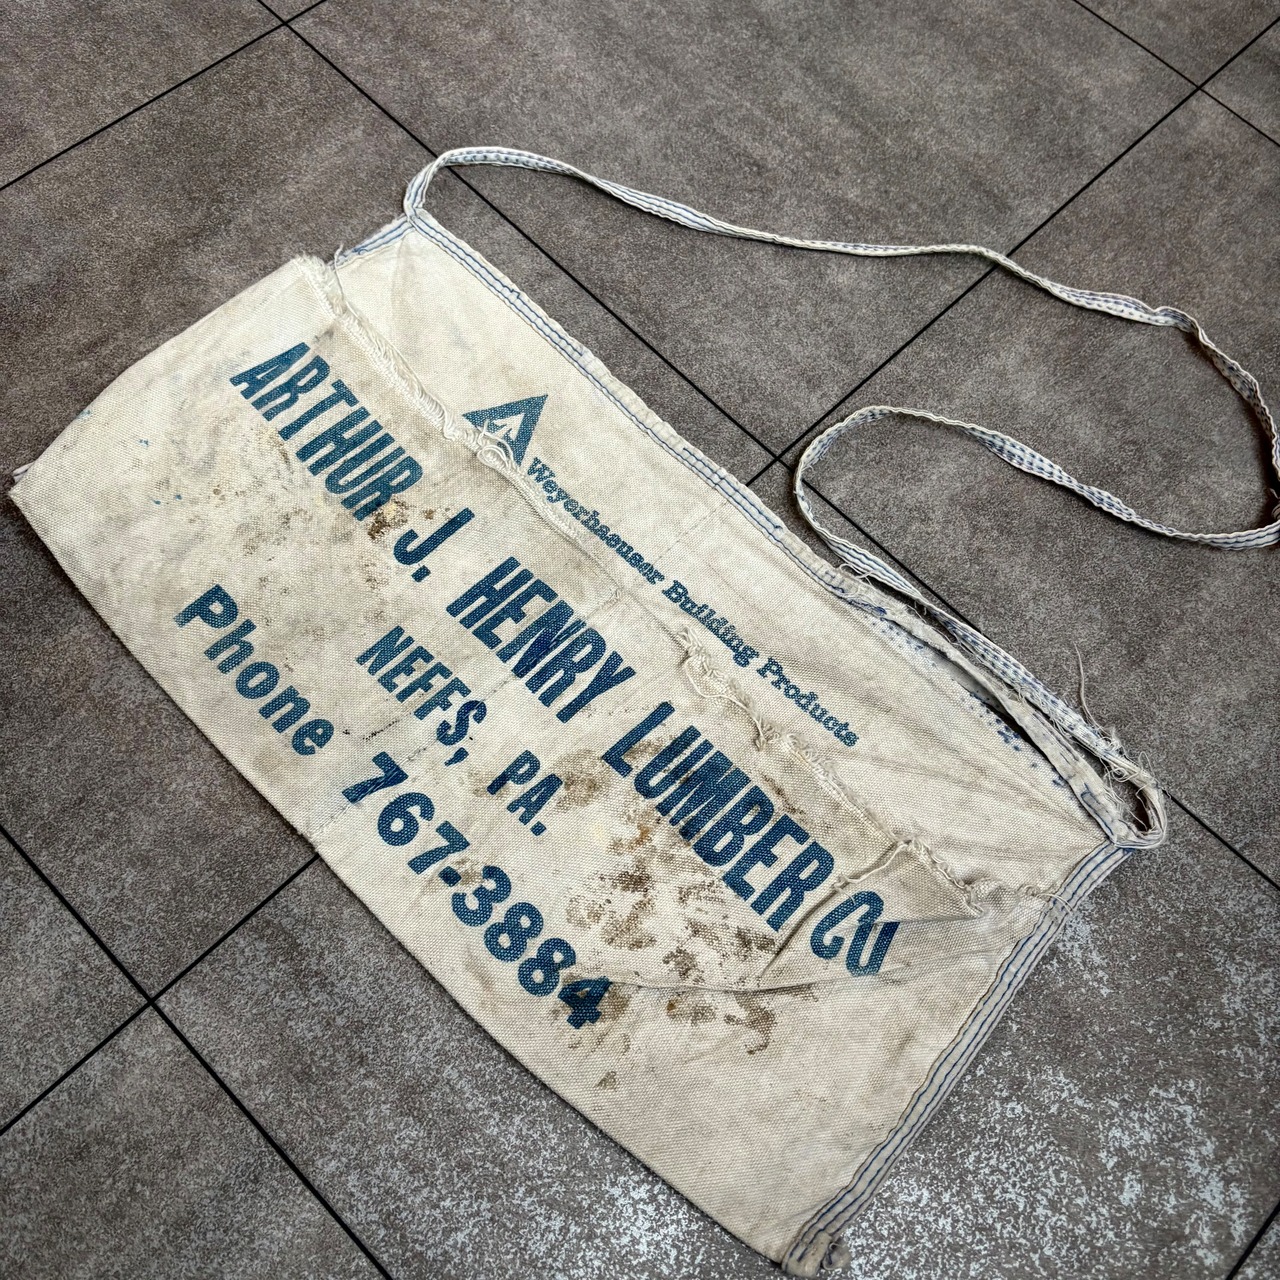 Weyerhaeuser Building Products
ARTHUR J. HENRY LUMBER CO
NEFFS, PA.
Phone 767-3884